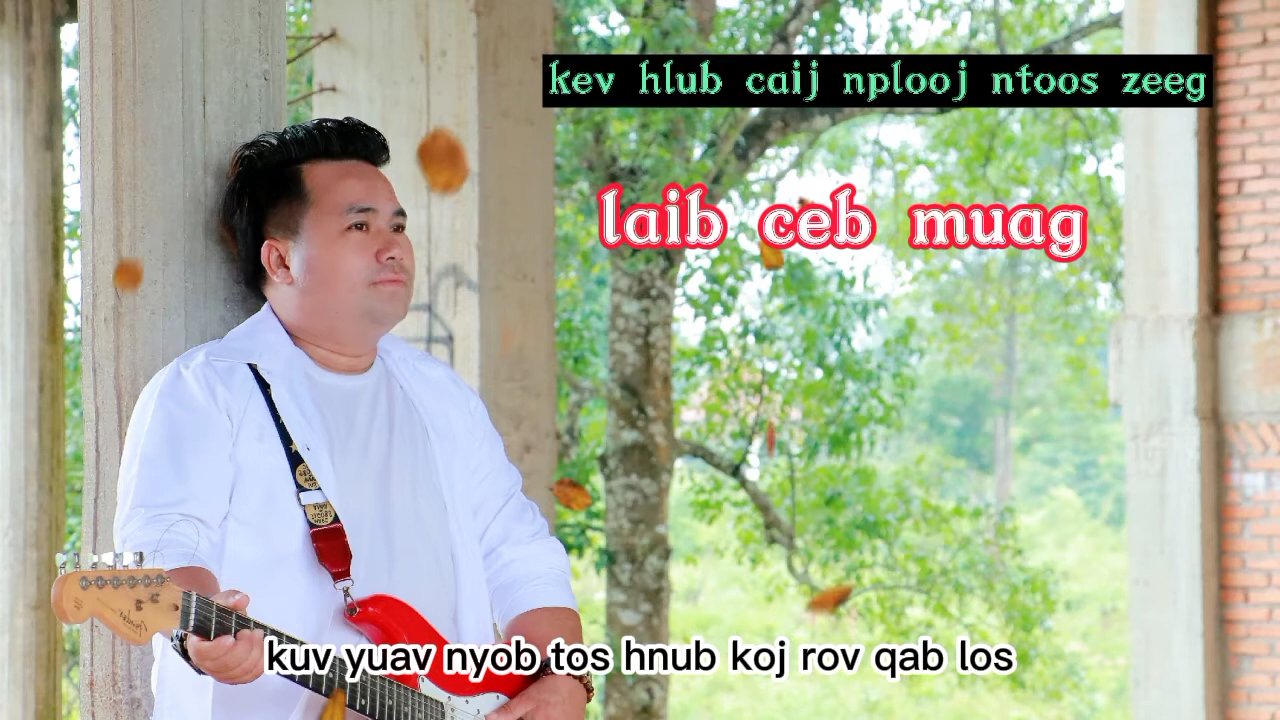 kev hlub caij nplooj ntoos zeeg
laib ceb muag
kuv yuav nyob tos hnub koj rov qab los